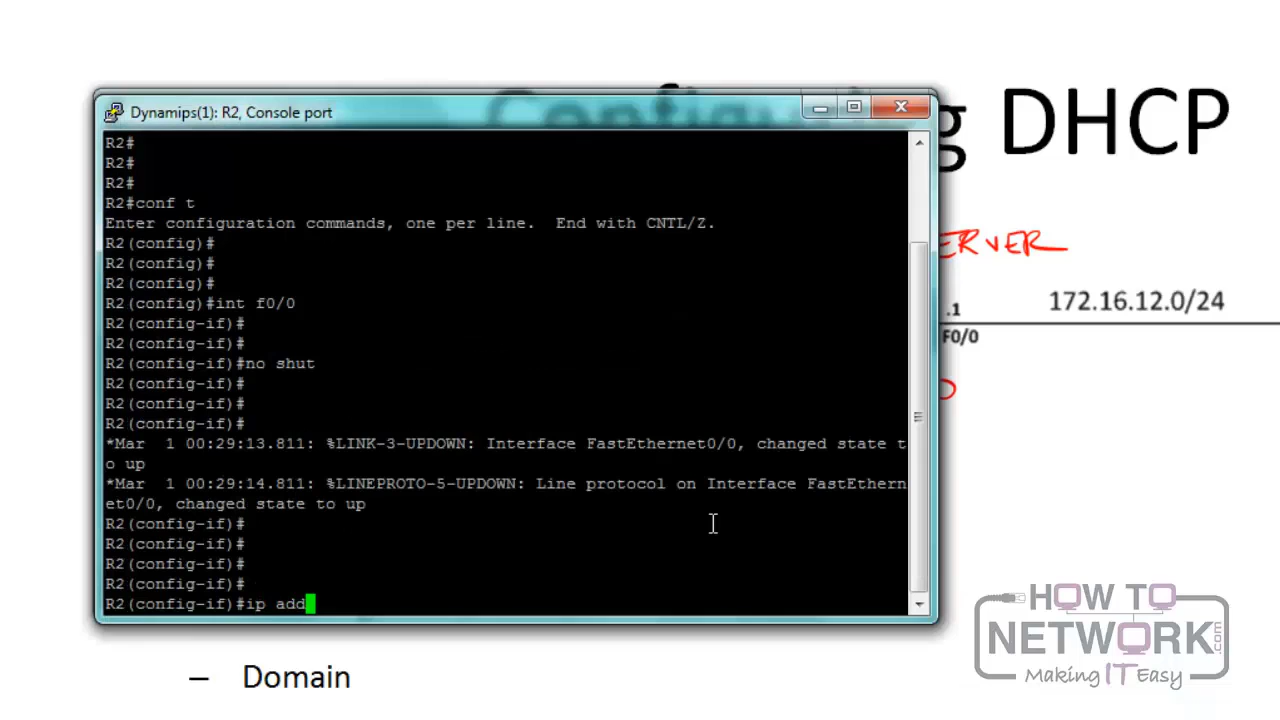 Configuring DHCP
Dynamips(1): R2, Console port
R2#
R2#
R2#
R2#conf t
Enter configuration commands, one per line.  End with CNTL/Z.
R2(config)#
R2(config)#
R2(config)#
R2(config)#int f0/0
R2(config-if)#
R2(config-if)#
R2(config-if)#no shut
R2(config-if)#
R2(config-if)#
R2(config-if)#
*Mar  1 00:29:13.811: %LINK-3-UPDOWN: Interface FastEthernet0/0, changed state t
o up
*Mar  1 00:29:14.811: %LINEPROTO-5-UPDOWN: Line protocol on Interface FastEthern
et0/0, changed state to up
R2(config-if)#
R2(config-if)#
R2(config-if)#
R2(config-if)#
R2(config-if)#ip add
ERVER
.1
172.16.12.0/24
F0/0
– Domain
HOW TO
NETWORK.com
Making IT Easy